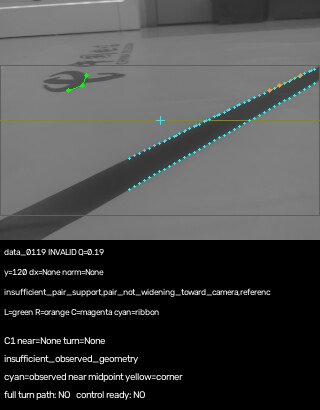 data_0119 INVALID Q=0.19
y=120 dx=None norm=None
insufficient_pair_support,pair_not_widening_toward_camera,referenc
L=green R=orange C=magenta cyan=ribbon
C1 near=None turn=None
insufficient_observed_geometry
cyan=observed near midpoint yellow=corner
full turn path: NO control ready: NO